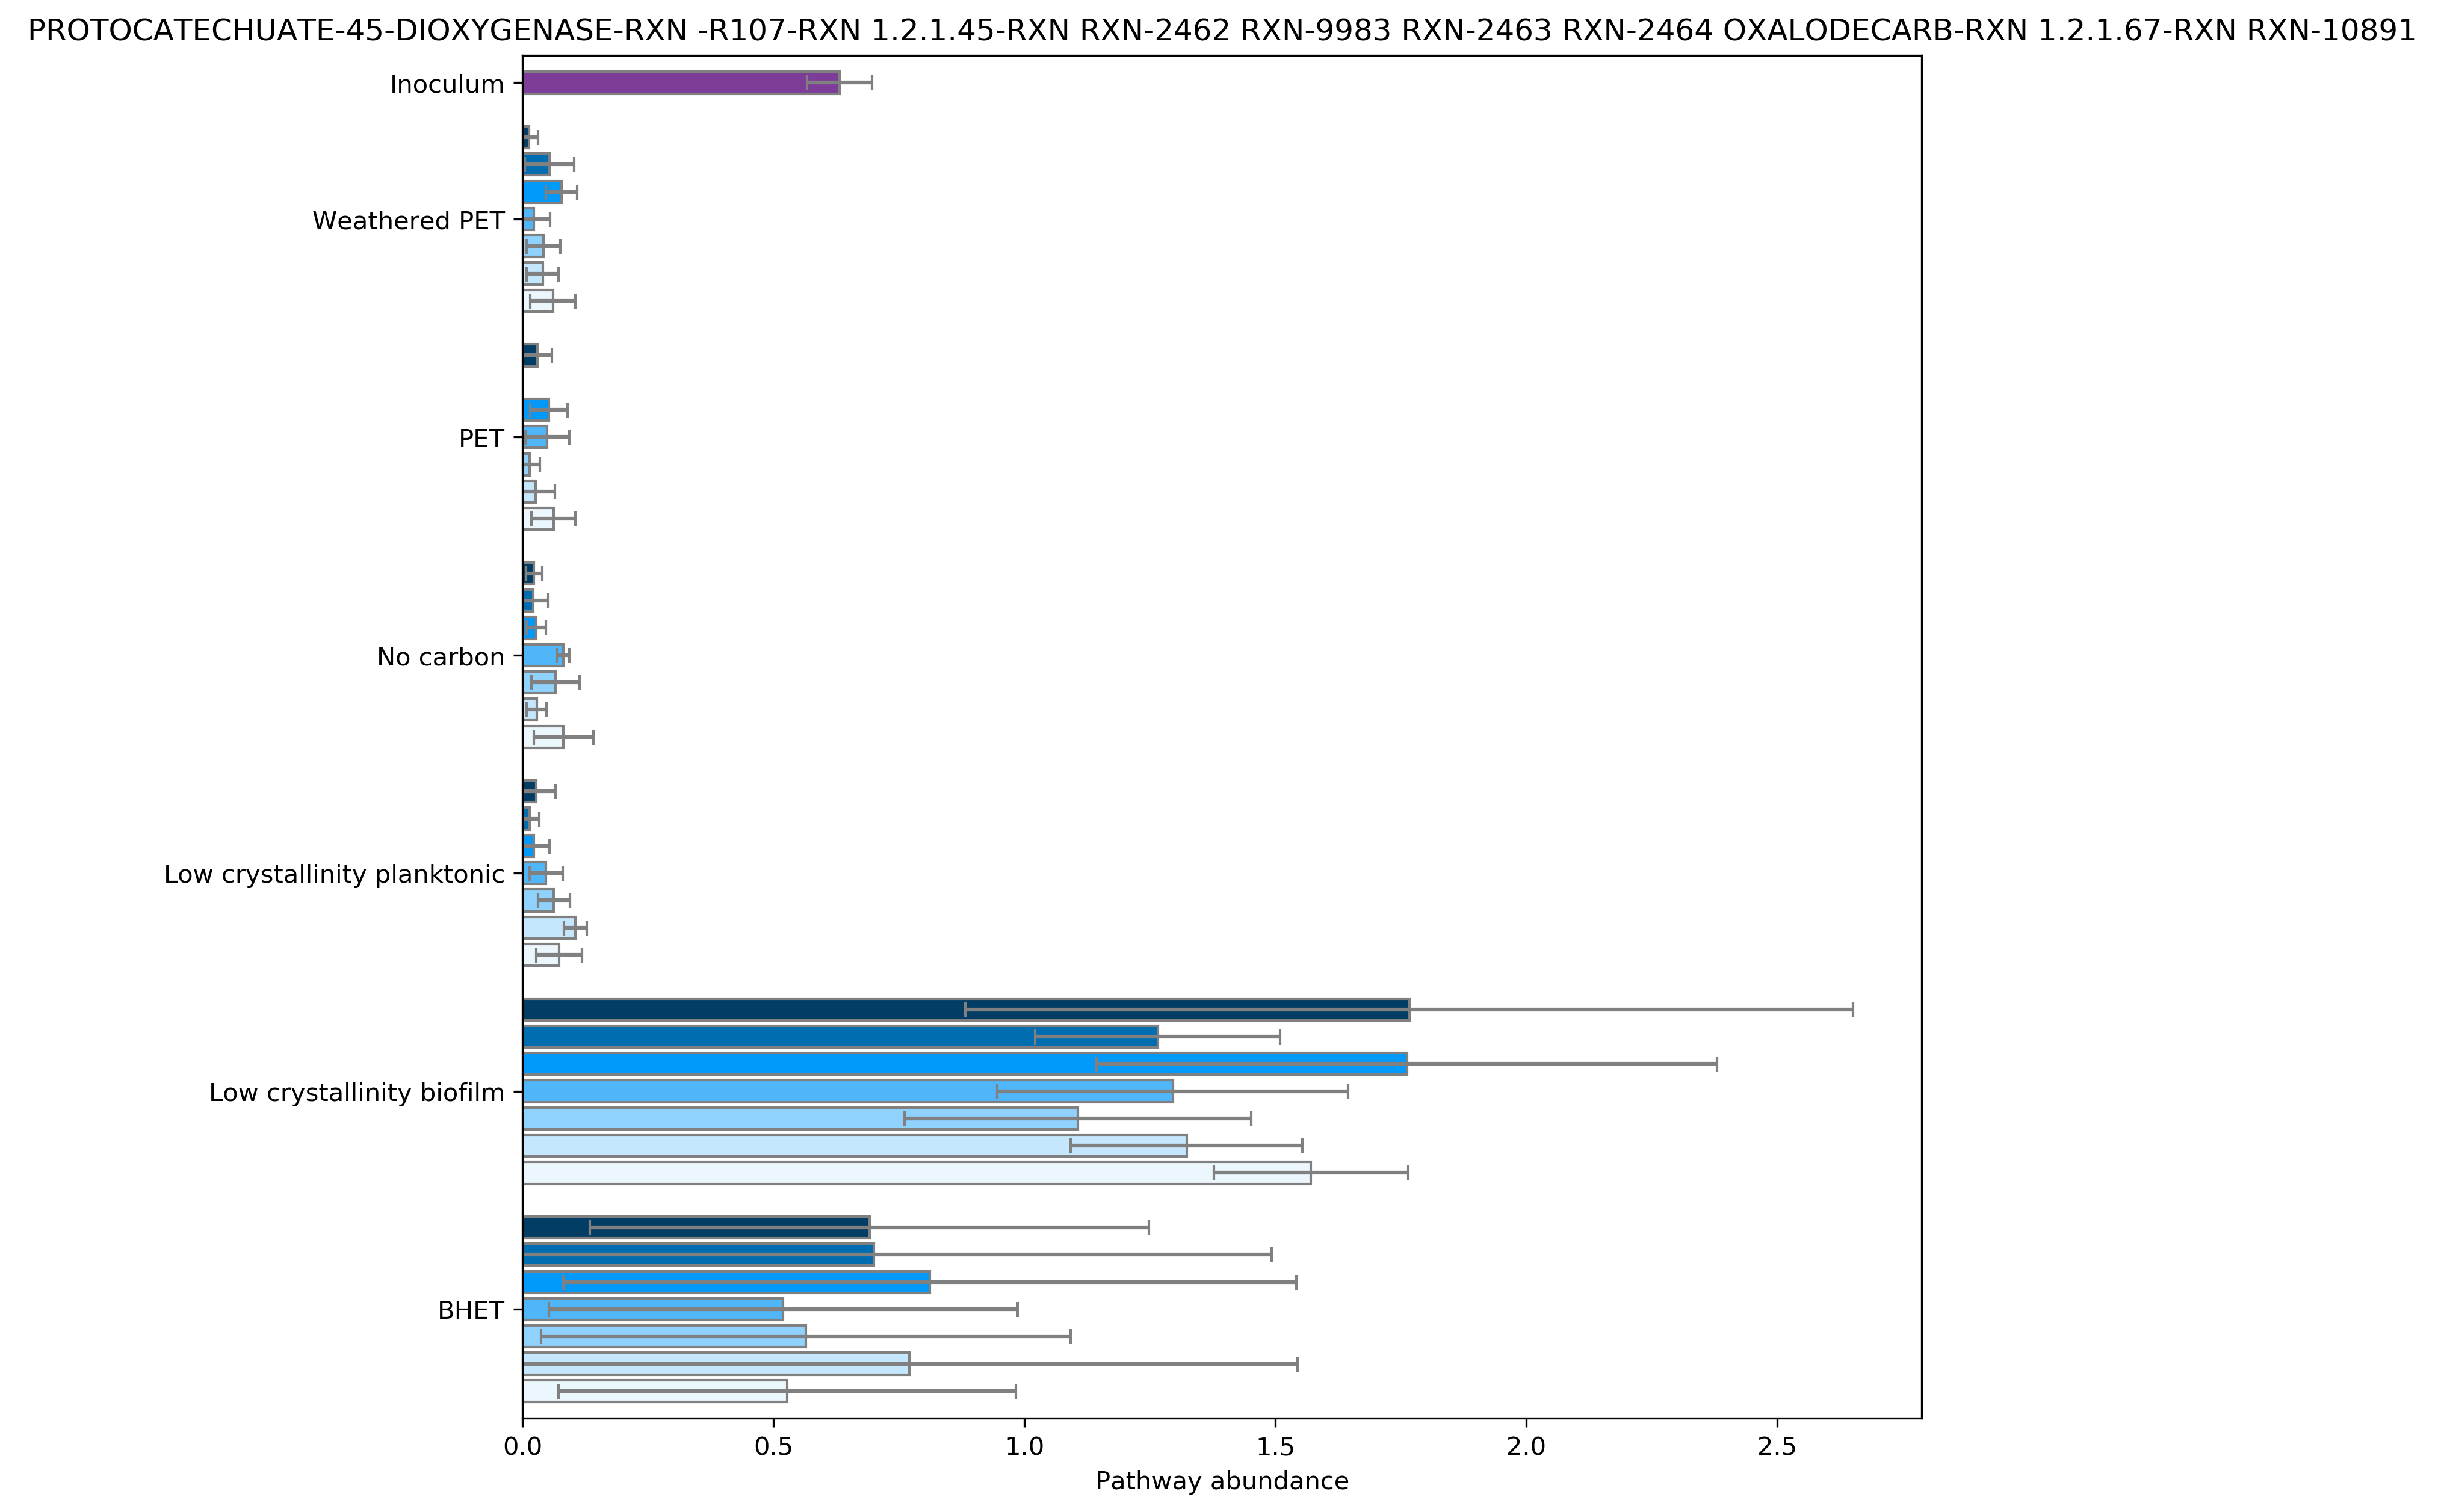 PROTOCATECHUATE-45-DIOXYGENASE-RXN -R107-RXN 1.2.1.45-RXN RXN-2462 RXN-9983 RXN-2463 RXN-2464 OXALODECARB-RXN 1.2.1.67-RXN RXN-10891
Inoculum
Weathered PET
PET
No carbon
Low crystallinity planktonic
Low crystallinity biofilm
BHET
0.0 0.5 1.0 1.5 2.0 2.5
Pathway abundance